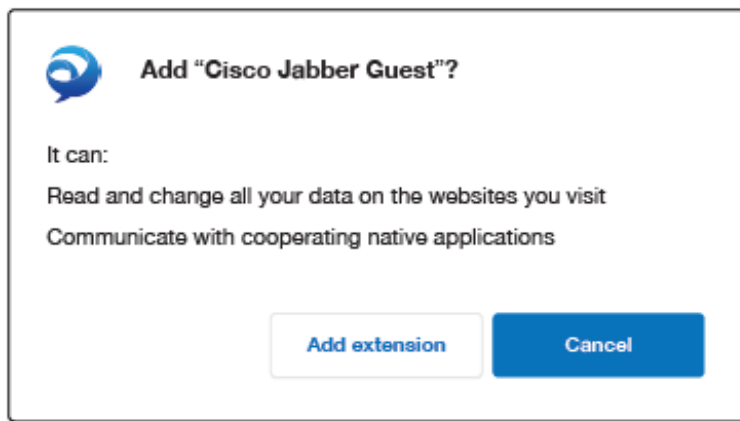 Add “Cisco Jabber Guest”?
It can:
Read and change all your data on the websites you visit
Communicate with cooperating native applications
Add extension
Cancel